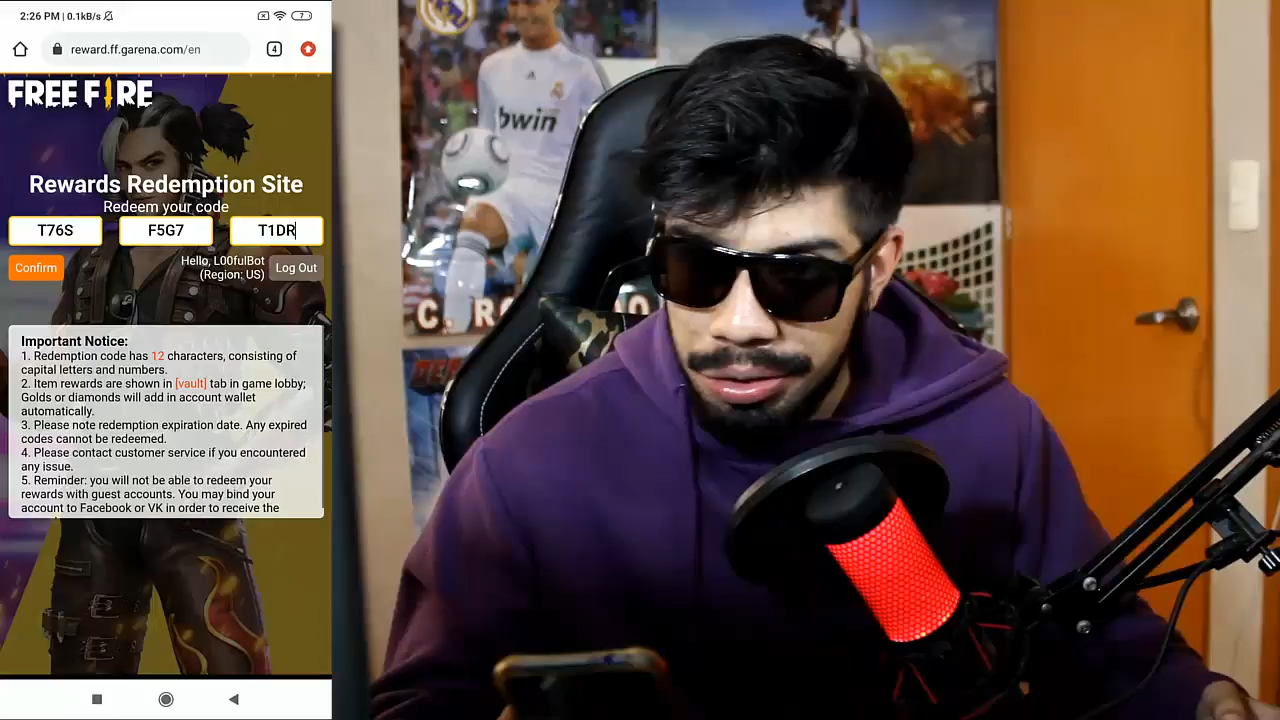 2:26 PM | 0.1kB/s
7
reward.ff.garena.com/en
4
FREE FIRE
Rewards Redemption Site
Redeem your code
T76S F5G7 T1DR
Confirm
Hello, L00fulBot
(Region: US)
Log Out
Important Notice:
1. Redemption code has 12 characters, consisting of
capital letters and numbers.
2. Item rewards are shown in [vault] tab in game lobby;
Golds or diamonds will add in account wallet
automatically.
3. Please note redemption expiration date. Any expired
codes cannot be redeemed.
4. Please contact customer service if you encountered
any issue.
5. Reminder: you will not be able to redeem your
rewards with guest accounts. You may bind your
account to Facebook or VK in order to receive the
bwin